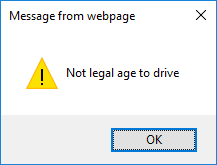 Message from webpage
Not legal age to drive
OK